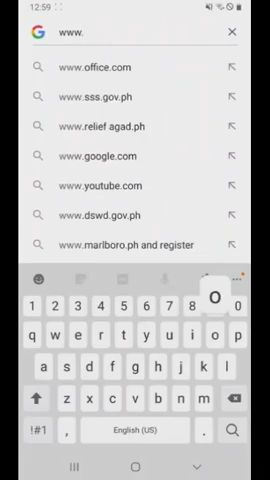 12:59
www.
www.office.com
www.sss.gov.ph
www.relief agad.ph
www.google.com
www.youtube.com
www.dswd.gov.ph
www.marlboro.ph and register
1 2 3 4 5 6 7 8 o 0
q w e r t y u i o p
a s d f g h j k l
z x c v b n m
!#1 , English (US) .